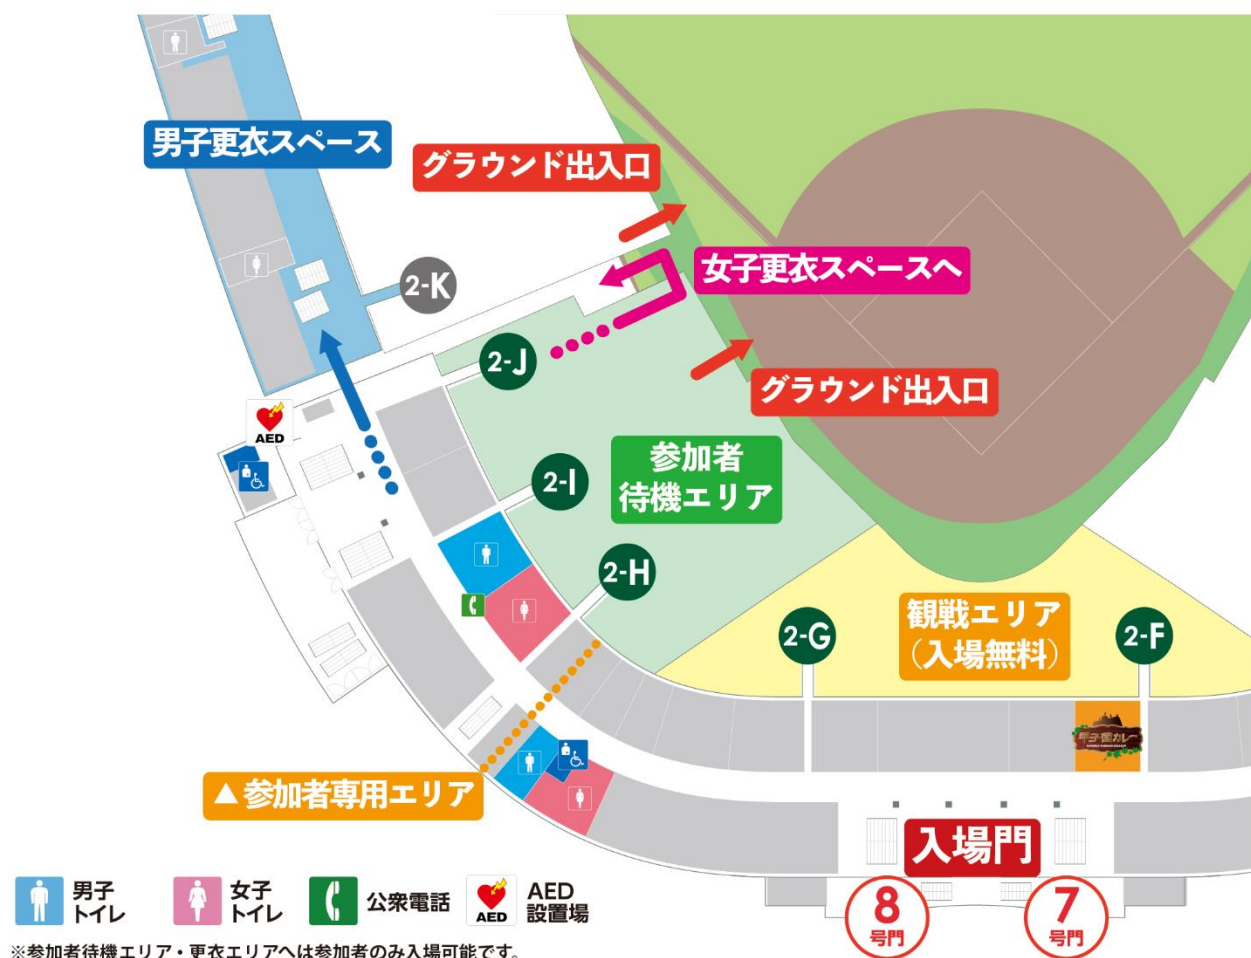 男子更衣スペース
グラウンド出入口
女子更衣スペースへ
2-K
2-J
グラウンド出入口
AED
参加者
待機エリア
2-I
2-H
観戦エリア
(入場無料)
2-G
2-F
甲子園カレー
▲参加者専用エリア
入場門
8
号門
7
号門
男子
トイレ
女子
トイレ
公衆電話
AED
AED
設置場
※参加者待機エリア・更衣エリアへは参加者のみ入場可能です。